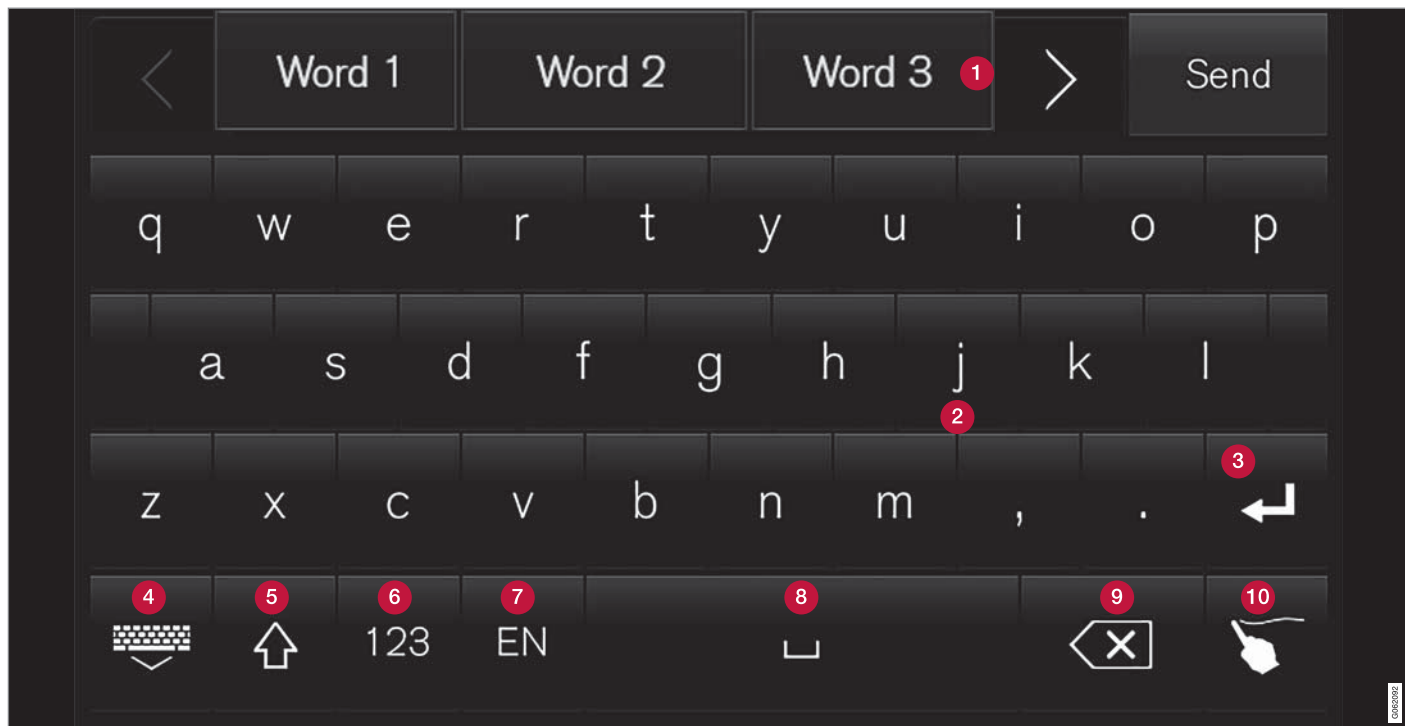 Word 1 Word 2 Word 3 1 Send
q w e r t y u i o p
a s d f g h j k l
2
3
z x c v b n m , .
4 5 6 7 8 9 10
123 EN
G062092